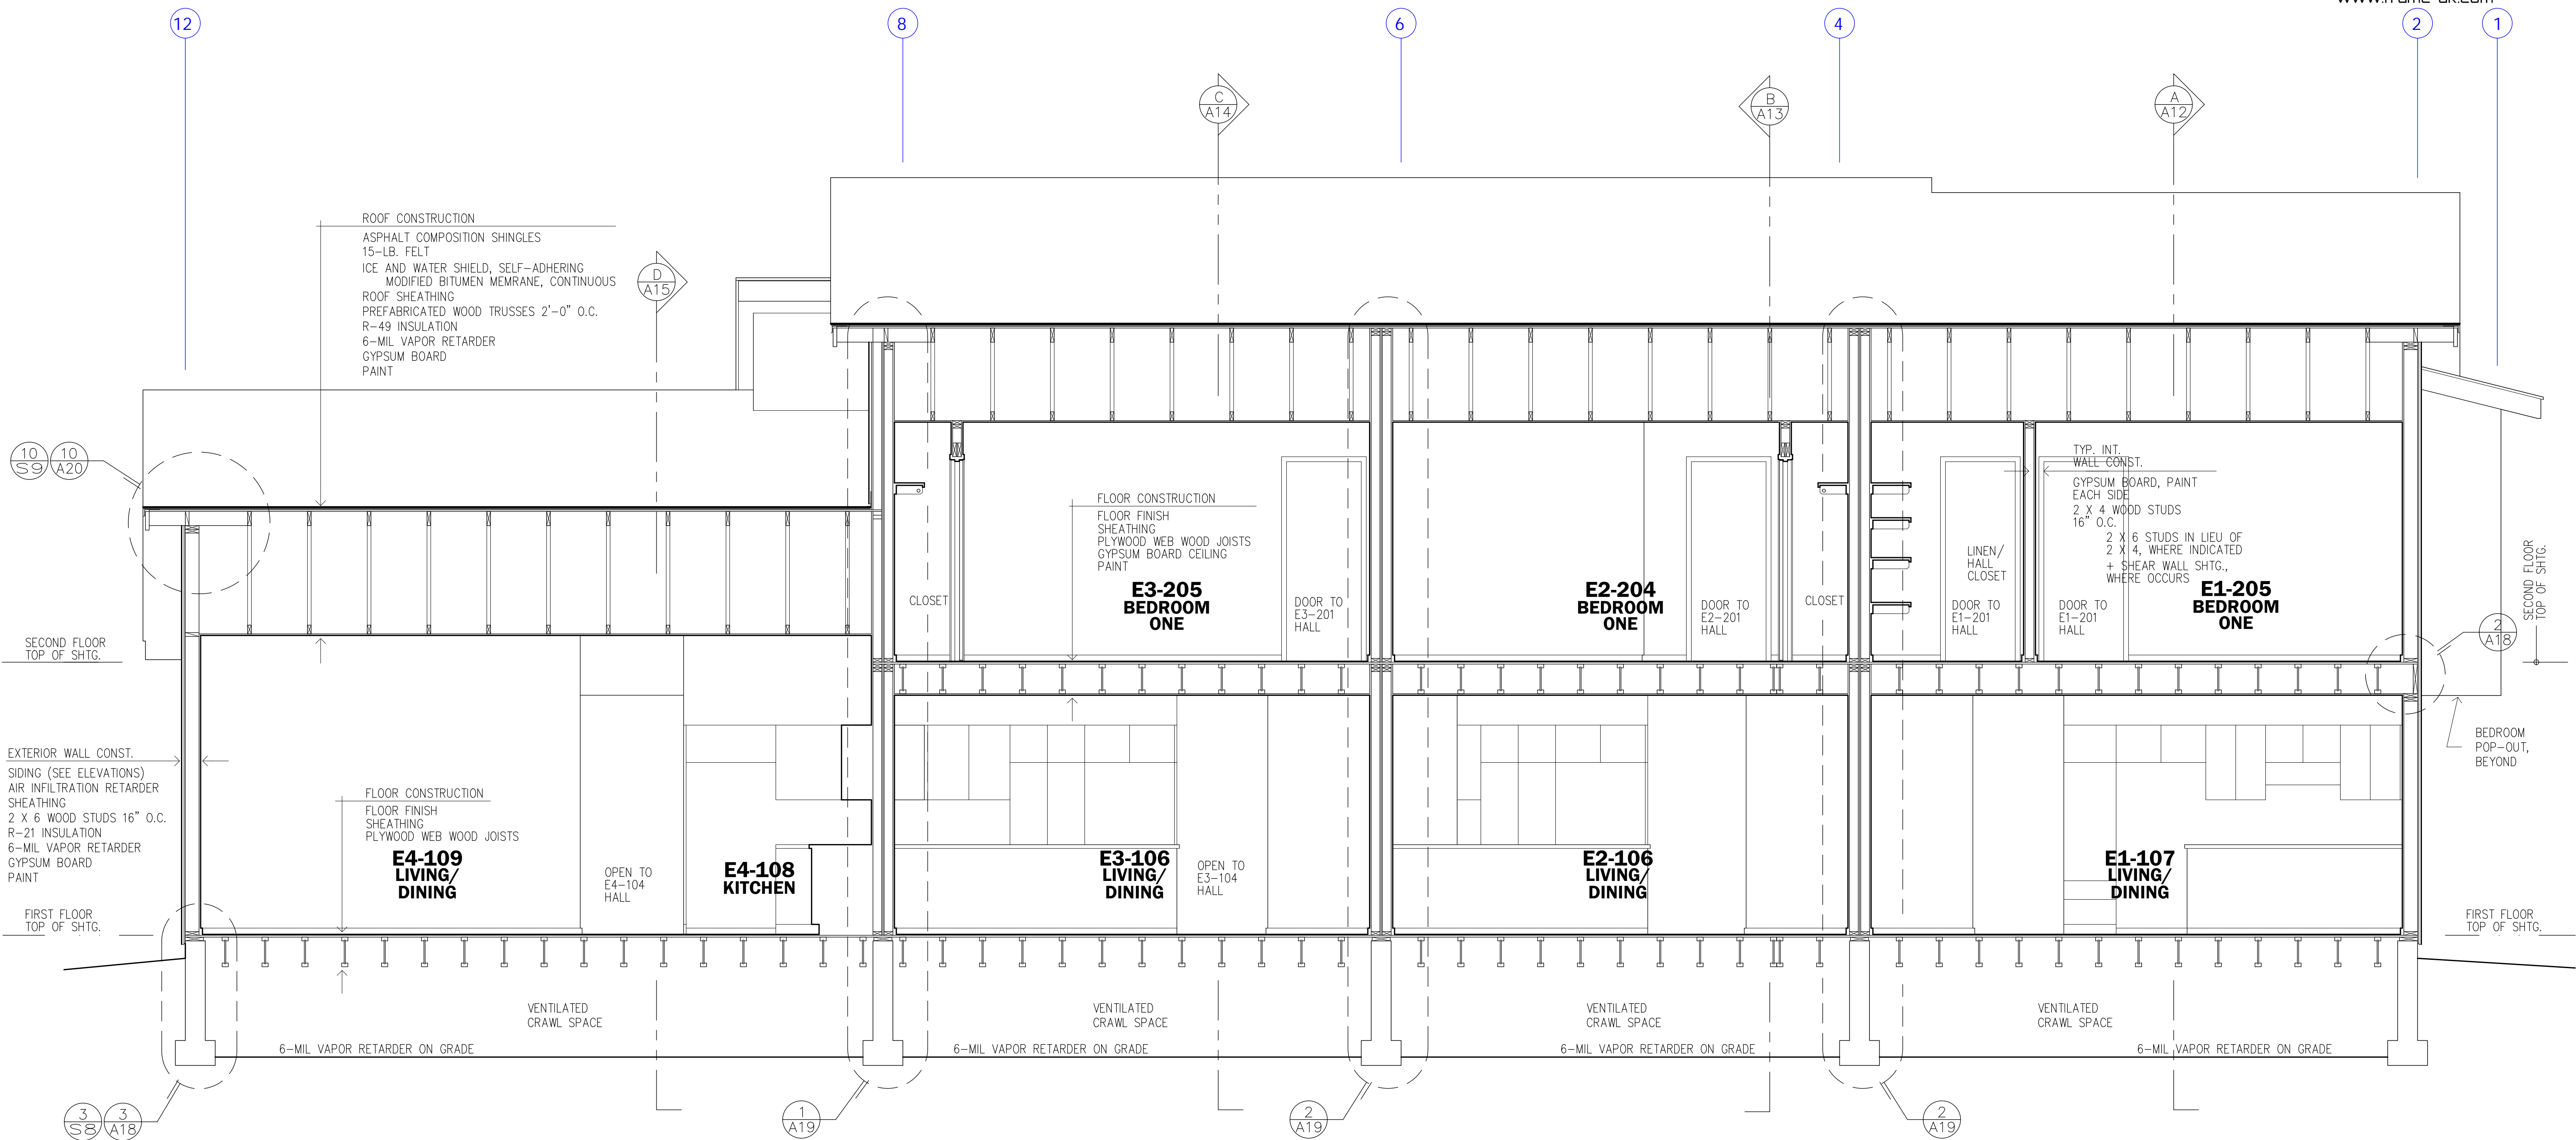 12
8
6
4
2
1
C
A14
B
A13
A
A12
ROOF CONSTRUCTION
ASPHALT COMPOSITION SHINGLES
15-LB. FELT
ICE AND WATER SHIELD, SELF-ADHERING
MODIFIED BITUMEN MEMRANE, CONTINUOUS
ROOF SHEATHING
PREFABRICATED WOOD TRUSSES 2'-0" O.C.
R-49 INSULATION
6-MIL VAPOR RETARDER
GYPSUM BOARD
PAINT
D
A15
10
S9
10
A20
FLOOR CONSTRUCTION
FLOOR FINISH
SHEATHING
PLYWOOD WEB WOOD JOISTS
GYPSUM BOARD CEILING
PAINT
TYP. INT.
WALL CONST.
GYPSUM BOARD, PAINT
EACH SIDE
2 X 4 WOOD STUDS
16" O.C.
2 X 6 STUDS IN LIEU OF
2 X 4, WHERE INDICATED
+ SHEAR WALL SHTG.,
WHERE OCCURS
CLOSET
E3-205
BEDROOM
ONE
DOOR TO
E3-201
HALL
E2-204
BEDROOM
ONE
DOOR TO
E2-201
HALL
CLOSET
LINEN/
HALL
CLOSET
DOOR TO
E1-201
HALL
DOOR TO
E1-201
HALL
E1-205
BEDROOM
ONE
SECOND FLOOR
TOP OF SHTG.
2
A18
SECOND FLOOR
TOP OF SHTG.
BEDROOM
POP-OUT,
BEYOND
EXTERIOR WALL CONST.
SIDING (SEE ELEVATIONS)
AIR INFILTRATION RETARDER
SHEATHING
2 X 6 WOOD STUDS 16" O.C.
R-21 INSULATION
6-MIL VAPOR RETARDER
GYPSUM BOARD
PAINT
FLOOR CONSTRUCTION
FLOOR FINISH
SHEATHING
PLYWOOD WEB WOOD JOISTS
E4-109
LIVING/
DINING
OPEN TO
E4-104
HALL
E4-108
KITCHEN
E3-106
LIVING/
DINING
OPEN TO
E3-104
HALL
E2-106
LIVING/
DINING
E1-107
LIVING/
DINING
FIRST FLOOR
TOP OF SHTG.
FIRST FLOOR
TOP OF SHTG.
VENTILATED
CRAWL SPACE
VENTILATED
CRAWL SPACE
VENTILATED
CRAWL SPACE
VENTILATED
CRAWL SPACE
6-MIL VAPOR RETARDER ON GRADE
6-MIL VAPOR RETARDER ON GRADE
6-MIL VAPOR RETARDER ON GRADE
6-MIL VAPOR RETARDER ON GRADE
3
S8
3
A18
1
A19
2
A19
2
A19